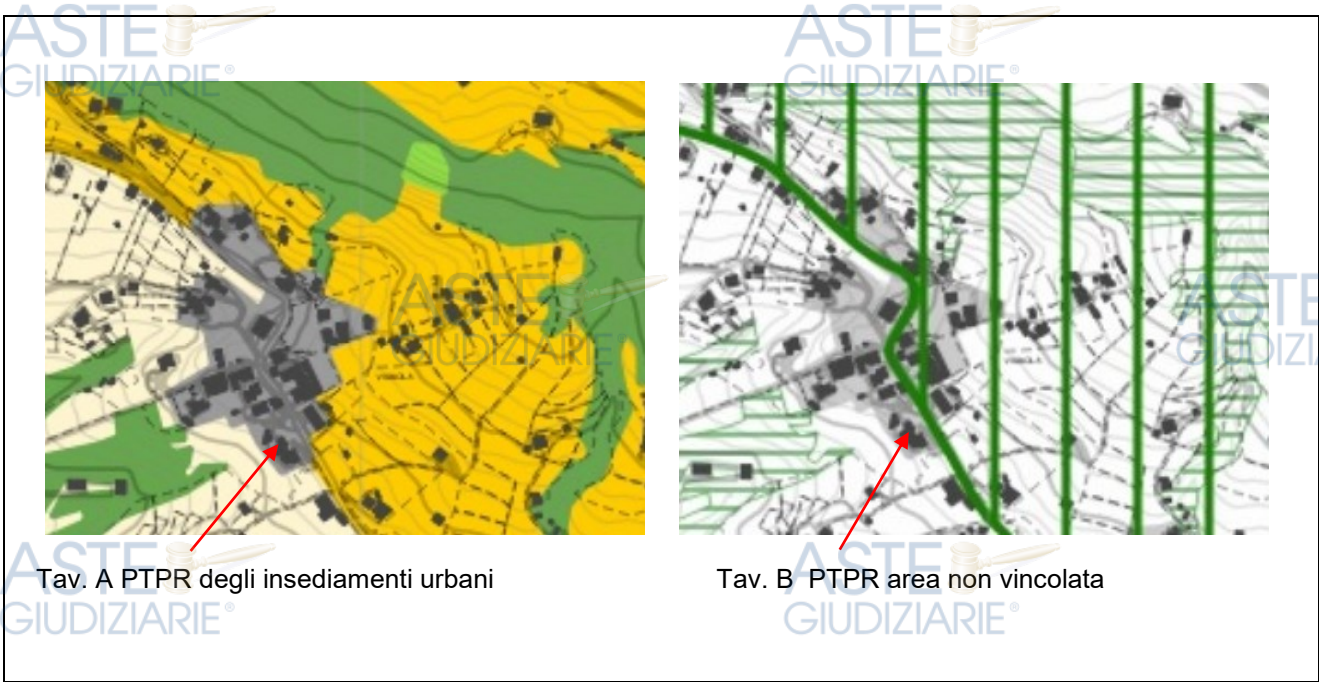 ASTE
GIUDIZIARIE®
ASTE
GIUDIZIARIE®
ASTE
GIUDIZIARIE
ASTE
GIUDIZI
Tav. A PTPR degli insediamenti urbani
Tav. B PTPR area non vincolata
ASTE
GIUDIZIARIE®
ASTE
GIUDIZIARIE®